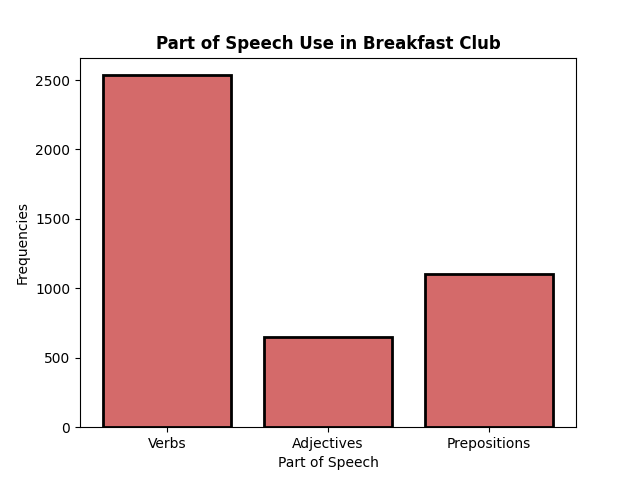 Part of Speech Use in Breakfast Club
2500
2000
1500
1000
500
0
Frequencies
Verbs
Adjectives
Prepositions
Part of Speech